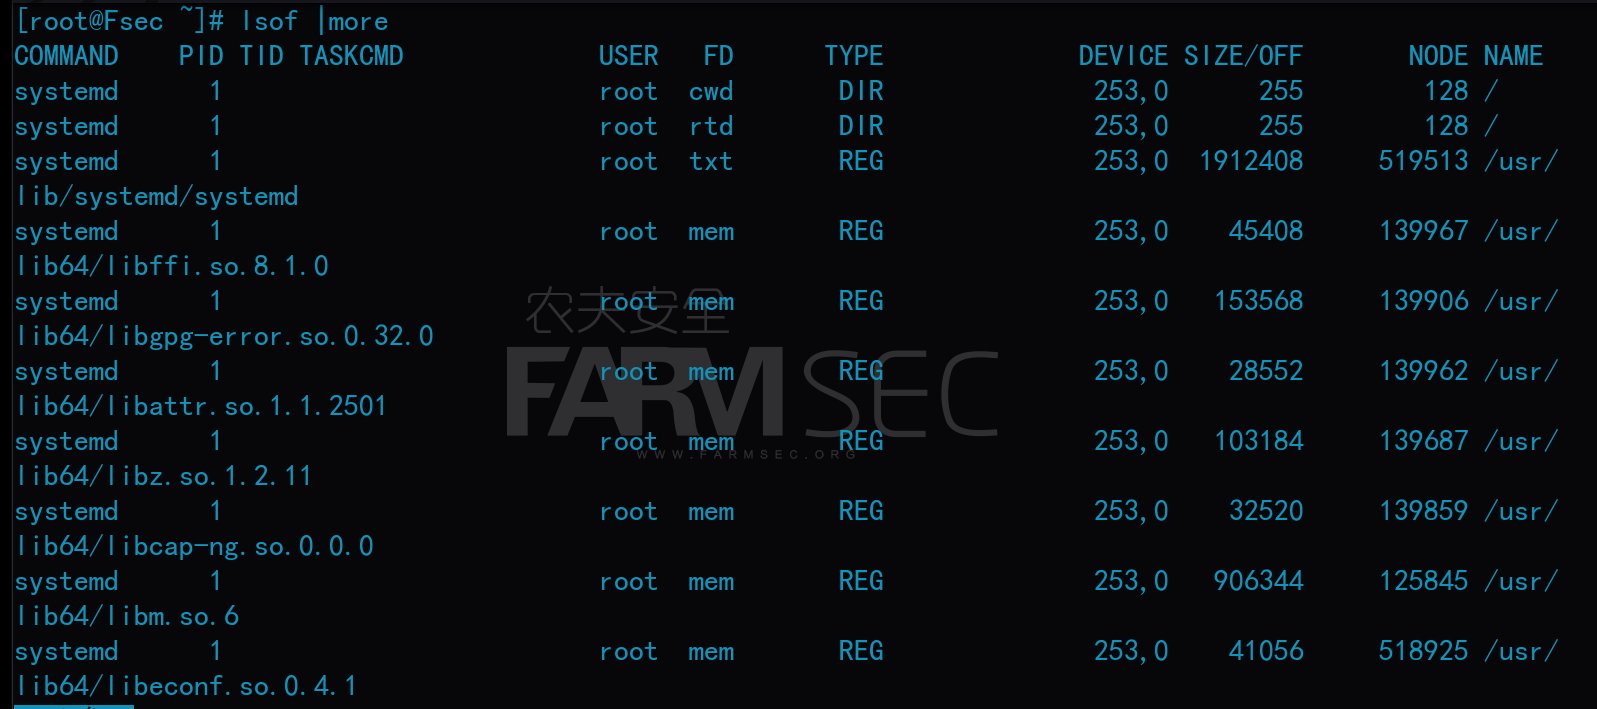 [root@Fsec ~]# lsof |more
COMMAND    PID TID TASKCMD             USER   FD      TYPE             DEVICE SIZE/OFF       NODE NAME
systemd      1                         root  cwd       DIR              253,0      255        128 /
systemd      1                         root  rtd       DIR              253,0      255        128 /
systemd      1                         root  txt       REG              253,0  1912408     519513 /usr/
lib/systemd/systemd
systemd      1                         root  mem       REG              253,0    45408     139967 /usr/
lib64/libffi.so.8.1.0
systemd      1                         root  mem       REG              253,0   153568     139906 /usr/
lib64/libgpg-error.so.0.32.0
systemd      1                         root  mem       REG              253,0    28552     139962 /usr/
lib64/libattr.so.1.1.2501
systemd      1                         root  mem       REG              253,0   103184     139687 /usr/
lib64/libz.so.1.2.11
systemd      1                         root  mem       REG              253,0    32520     139859 /usr/
lib64/libcap-ng.so.0.0.0
systemd      1                         root  mem       REG              253,0   906344     125845 /usr/
lib64/libm.so.6
systemd      1                         root  mem       REG              253,0    41056     518925 /usr/
lib64/libeconf.so.0.4.1
农夫安全
FARMSEC
WWW.FARMSEC.ORG